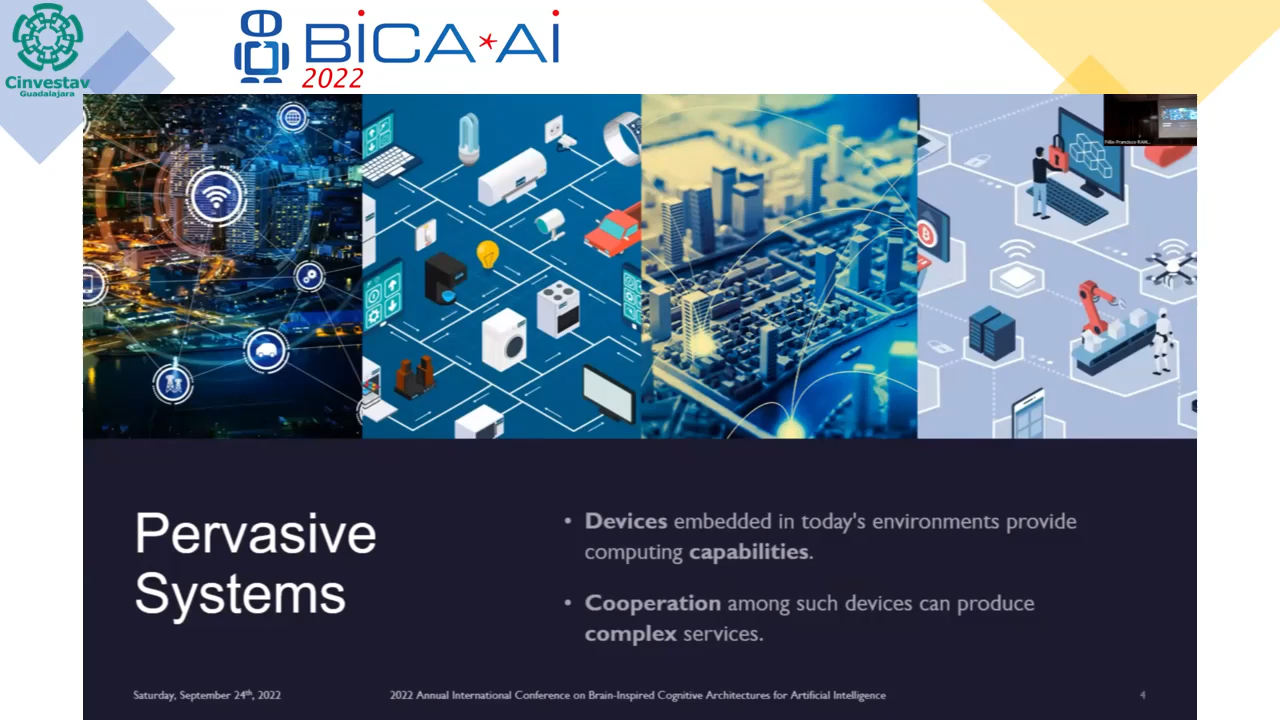 Cinvestav
Guadalajara
BiCA*Ai
2022
Pervasive
Systems
• Devices embedded in today's environments provide
computing capabilities.
• Cooperation among such devices can produce
complex services.
Saturday, September 24th, 2022
2022 Annual International Conference on Brain-Inspired Cognitive Architectures for Artificial Intelligence
4